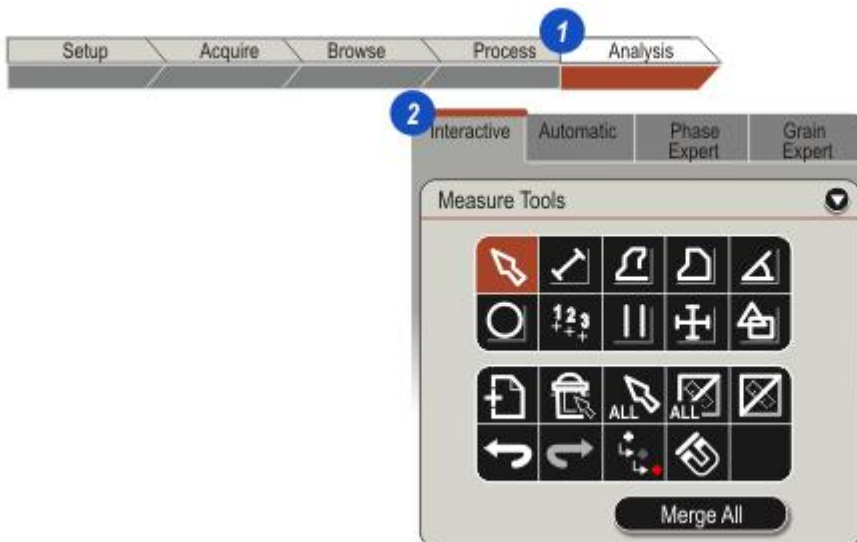 1
Setup Acquire Browse Process Analysis
2
Interactive Automatic Phase Expert Grain Expert
Measure Tools
1 2 3
ALL ALL
Merge All